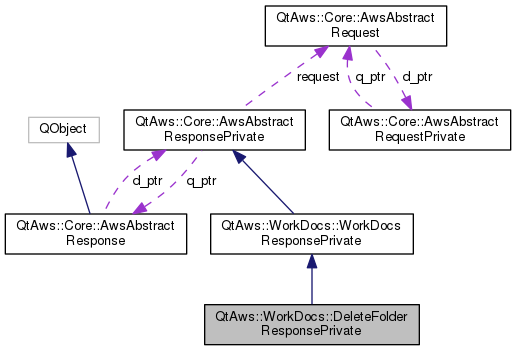 QtAws::Core::AwsAbstract
Request
request
q_ptr
d_ptr
QObject
QtAws::Core::AwsAbstract
ResponsePrivate
QtAws::Core::AwsAbstract
RequestPrivate
d_ptr
q_ptr
QtAws::Core::AwsAbstract
Response
QtAws::WorkDocs::WorkDocs
ResponsePrivate
QtAws::WorkDocs::DeleteFolder
ResponsePrivate